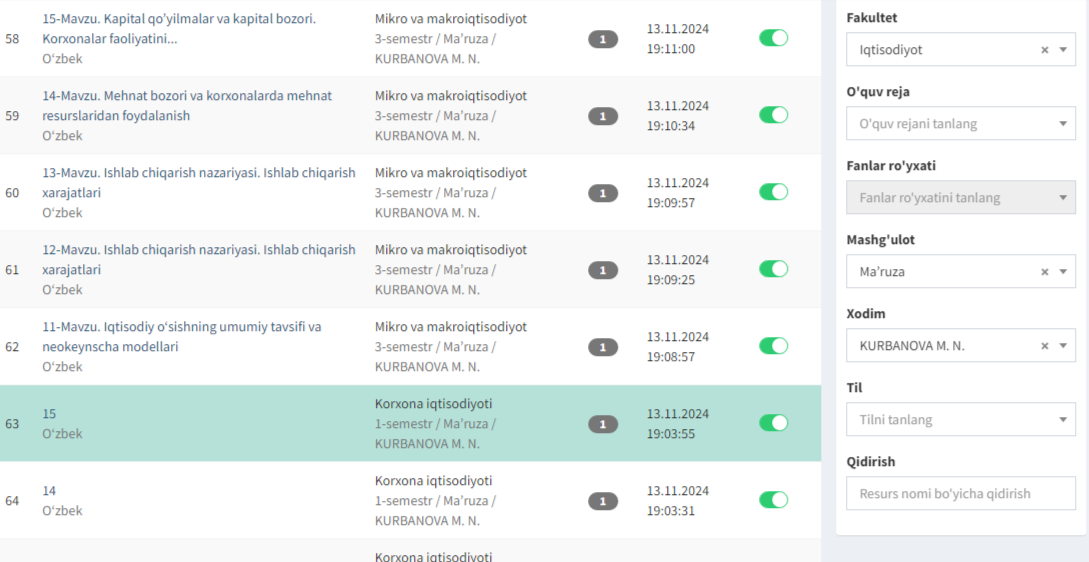 58
15-Mavzu. Kapital qo'yilmalar va kapital bozori.
Korxonalar faoliyatini...
O'zbek
Mikro va makroiqtisodiyot
3-semestr / Ma'ruza /
KURBANOVA M. N.
1
13.11.2024
19:11:00
59
14-Mavzu. Mehnat bozori va korxonalarda mehnat
resurslaridan foydalanish
O'zbek
Mikro va makroiqtisodiyot
3-semestr / Ma'ruza /
KURBANOVA M. N.
1
13.11.2024
19:10:34
60
13-Mavzu. Ishlab chiqarish nazariyasi. Ishlab chiqarish
xarajatlari
O'zbek
Mikro va makroiqtisodiyot
3-semestr / Ma'ruza /
KURBANOVA M. N.
1
13.11.2024
19:09:57
61
12-Mavzu. Ishlab chiqarish nazariyasi. Ishlab chiqarish
xarajatlari
O'zbek
Mikro va makroiqtisodiyot
3-semestr / Ma'ruza /
KURBANOVA M. N.
1
13.11.2024
19:09:25
62
11-Mavzu. Iqtisodiy oʻsishning umumiy tavsifi va
neokeynscha modellari
O'zbek
Mikro va makroiqtisodiyot
3-semestr / Ma'ruza /
KURBANOVA M. N.
1
13.11.2024
19:08:57
63
15
O'zbek
Korxona iqtisodiyoti
1-semestr / Ma'ruza /
KURBANOVA M. N.
1
13.11.2024
19:03:55
64
14
O'zbek
Korxona iqtisodiyoti
1-semestr / Ma'ruza /
KURBANOVA M. N.
1
13.11.2024
19:03:31
Korxona iqtisodiyoti
Fakultet
Iqtisodiyot
O'quv reja
O'quv rejani tanlang
Fanlar ro'yxati
Fanlar ro'yxatini tanlang
Mashg'ulot
Ma'ruza
Xodim
KURBANOVA M. N.
Til
Tilni tanlang
Qidirish
Resurs nomi bo'yicha qidirish